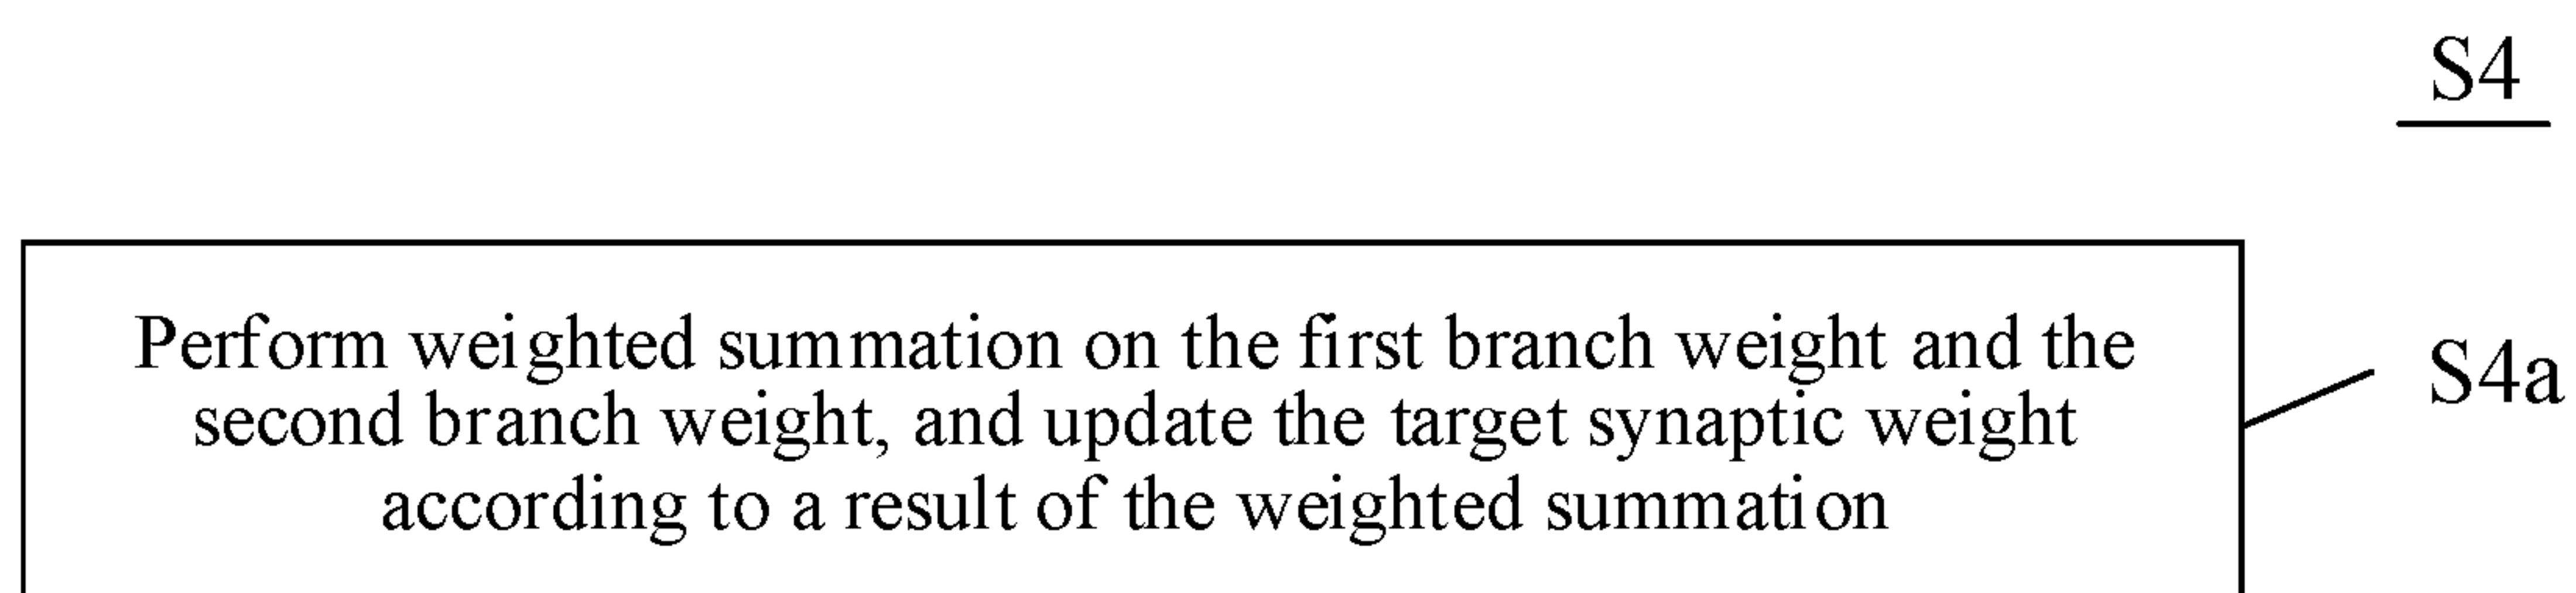 S4
Perform weighted summation on the first branch weight and the
second branch weight, and update the target synaptic weight
according to a result of the weighted summation
S4a